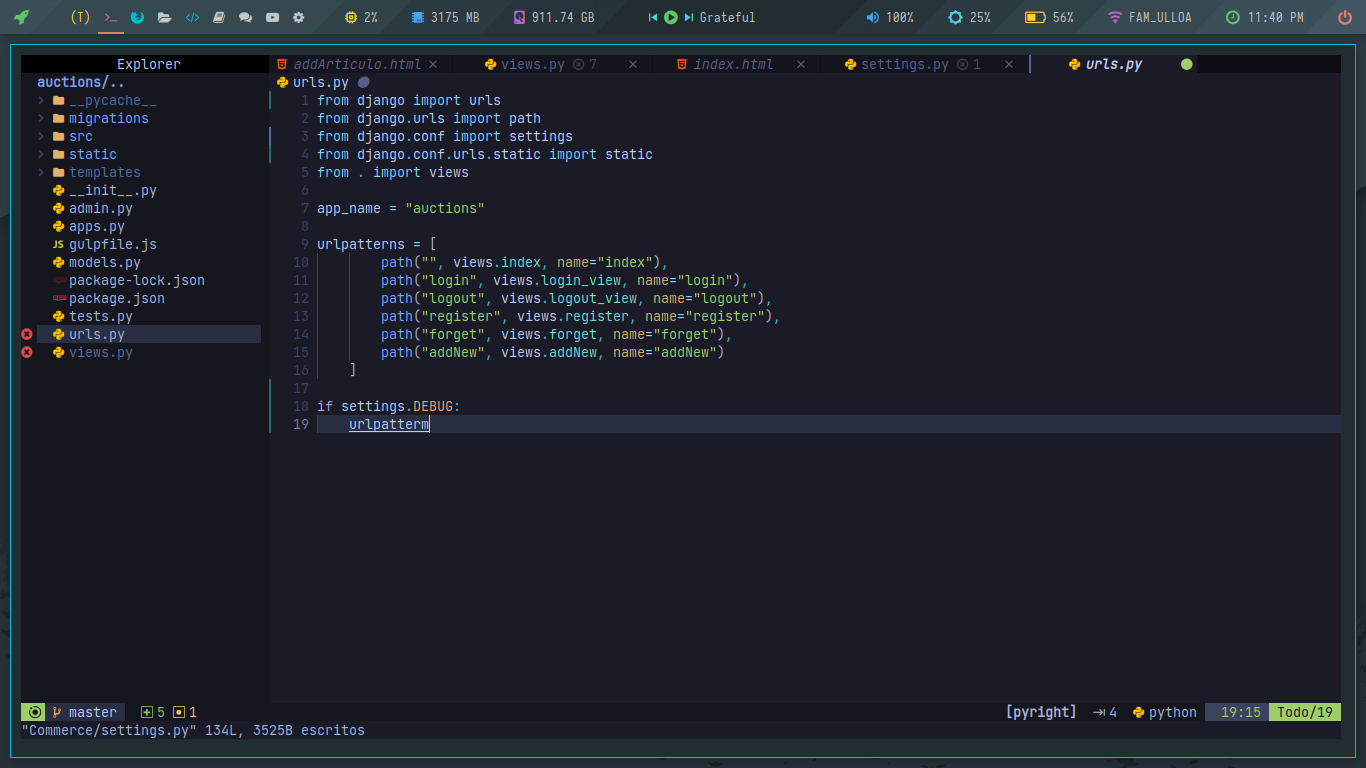 (T) 2% 3175 MB 911.74 GB Grateful 100% 25% 56% FAM_ULLOA 11:40 PM
Explorer
addArticulo.html views.py 7 index.html settings.py 1 urls.py
auctions/..
__pycache__
migrations
src
static
templates
__init__.py
admin.py
apps.py
JS gulpfile.js
models.py
package-lock.json
package.json
tests.py
urls.py
views.py
urls.py
1 from django import urls
2 from django.urls import path
3 from django.conf import settings
4 from django.conf.urls.static import static
5 from . import views
6
7 app_name = "auctions"
8
9 urlpatterns = [
10 path("", views.index, name="index"),
11 path("login", views.login_view, name="login"),
12 path("logout", views.logout_view, name="logout"),
13 path("register", views.register, name="register"),
14 path("forget", views.forget, name="forget"),
15 path("addNew", views.addNew, name="addNew")
16 ]
17
18 if settings.DEBUG:
19 urlpatterm
master 5 1 [pyright] 4 python 19:15 Todo/19
"Commerce/settings.py" 134L, 3525B escritos